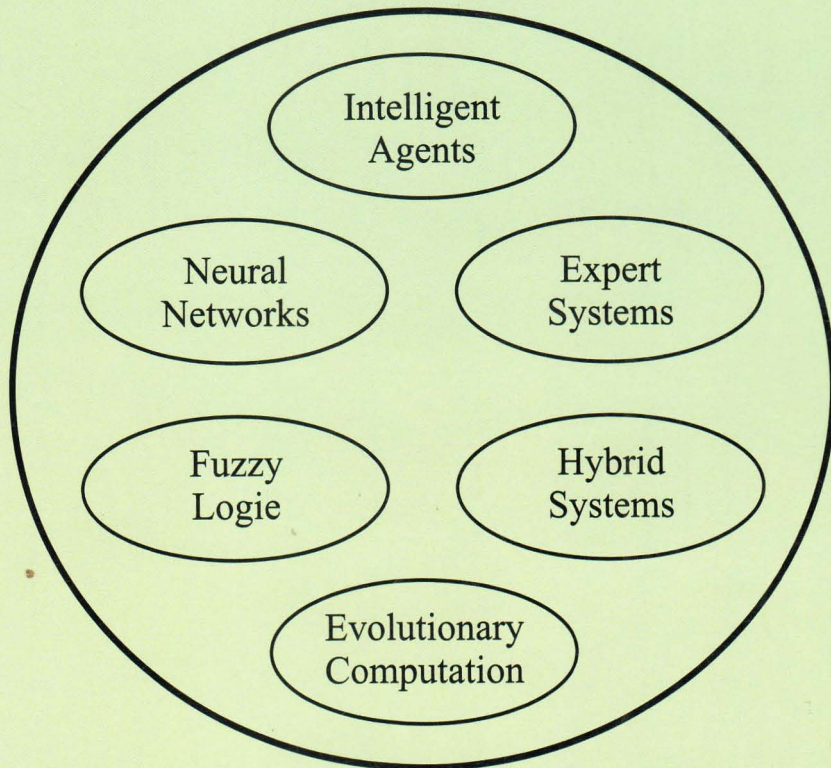 Intelligent
Agents
Neural
Networks
Expert
Systems
Fuzzy
Logie
Hybrid
Systems
Evolutionary
Computation